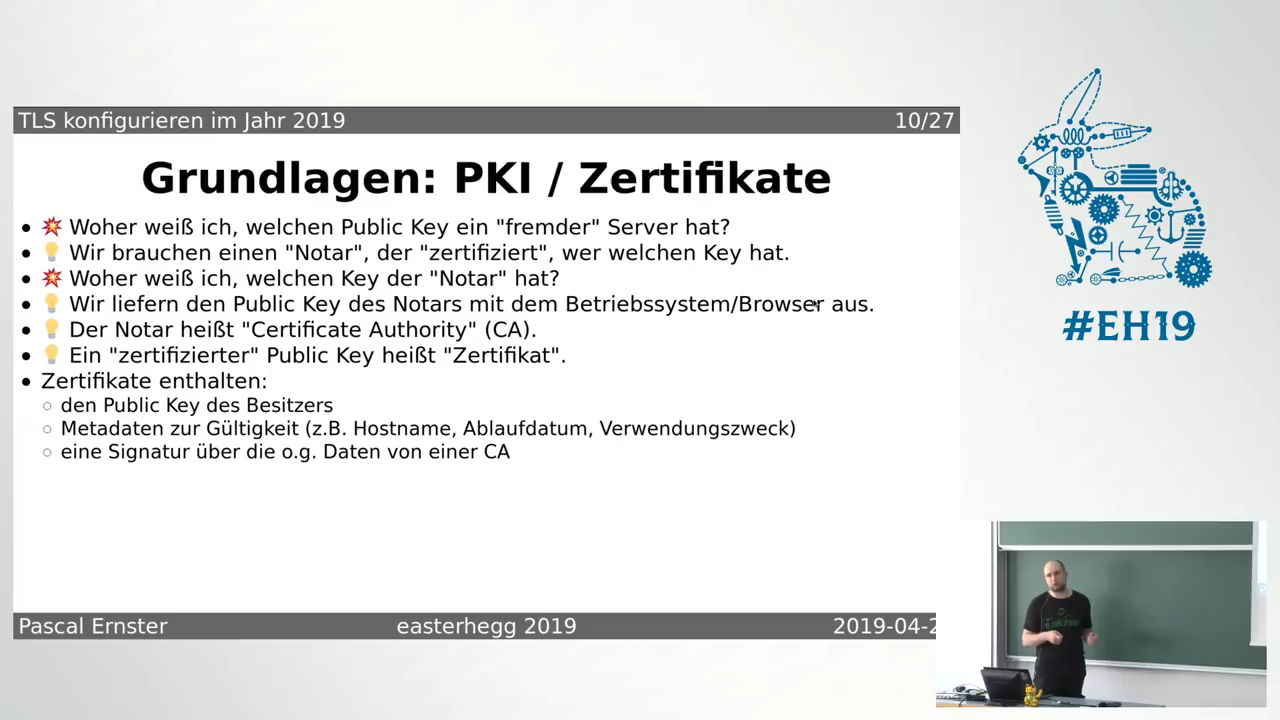 TLS konfigurieren im Jahr 2019 10/27
Grundlagen: PKI / Zertifikate
• 💥 Woher weiß ich, welchen Public Key ein "fremder" Server hat?
• 💡 Wir brauchen einen "Notar", der "zertifiziert", wer welchen Key hat.
• 💥 Woher weiß ich, welchen Key der "Notar" hat?
• 💡 Wir liefern den Public Key des Notars mit dem Betriebssystem/Browser aus.
• 💡 Der Notar heißt "Certificate Authority" (CA).
• 💡 Ein "zertifizierter" Public Key heißt "Zertifikat".
• Zertifikate enthalten:
◦ den Public Key des Besitzers
◦ Metadaten zur Gültigkeit (z.B. Hostname, Ablaufdatum, Verwendungszweck)
◦ eine Signatur über die o.g. Daten von einer CA
Pascal Ernster easterhegg 2019 2019-04-2
#EH19